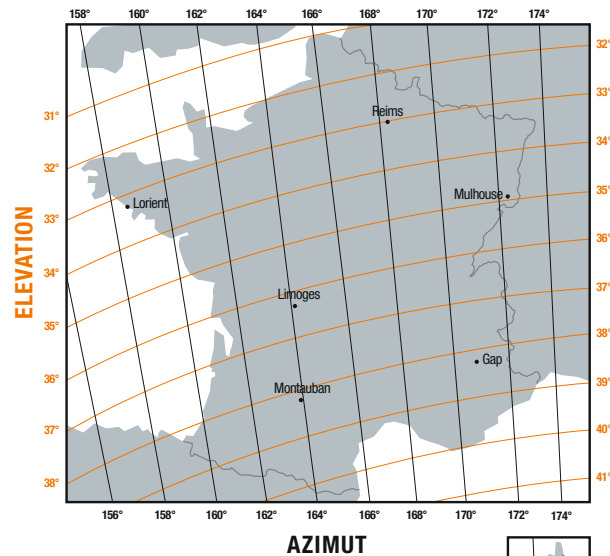 158° 160° 162° 164° 166° 168° 170° 172° 174°
32°
33°
31°
Reims
34°
32°
Mulhouse
35°
Lorient
33°
36°
34°
37°
Limoges
35°
38°
Gap
36°
39°
Montauban
37°
40°
38°
41°
ELEVATION
156° 158° 160° 162° 164° 166° 168° 170° 172° 174°
AZIMUT